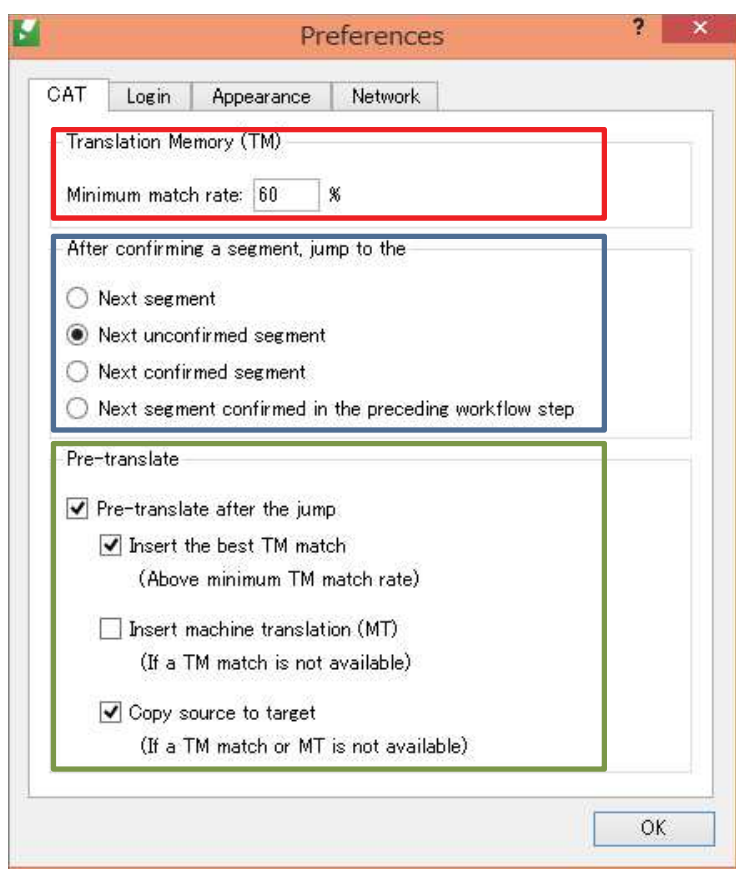 Preferences
?
×
CAT Login Appearance Network
Translation Memory (TM)
Minimum match rate: 60 %
After confirming a segment, jump to the
Next segment
Next unconfirmed segment
Next confirmed segment
Next segment confirmed in the preceding workflow step
Pre-translate
Pre-translate after the jump
Insert the best TM match
(Above minimum TM match rate)
Insert machine translation (MT)
(If a TM match is not available)
Copy source to target
(If a TM match or MT is not available)
OK